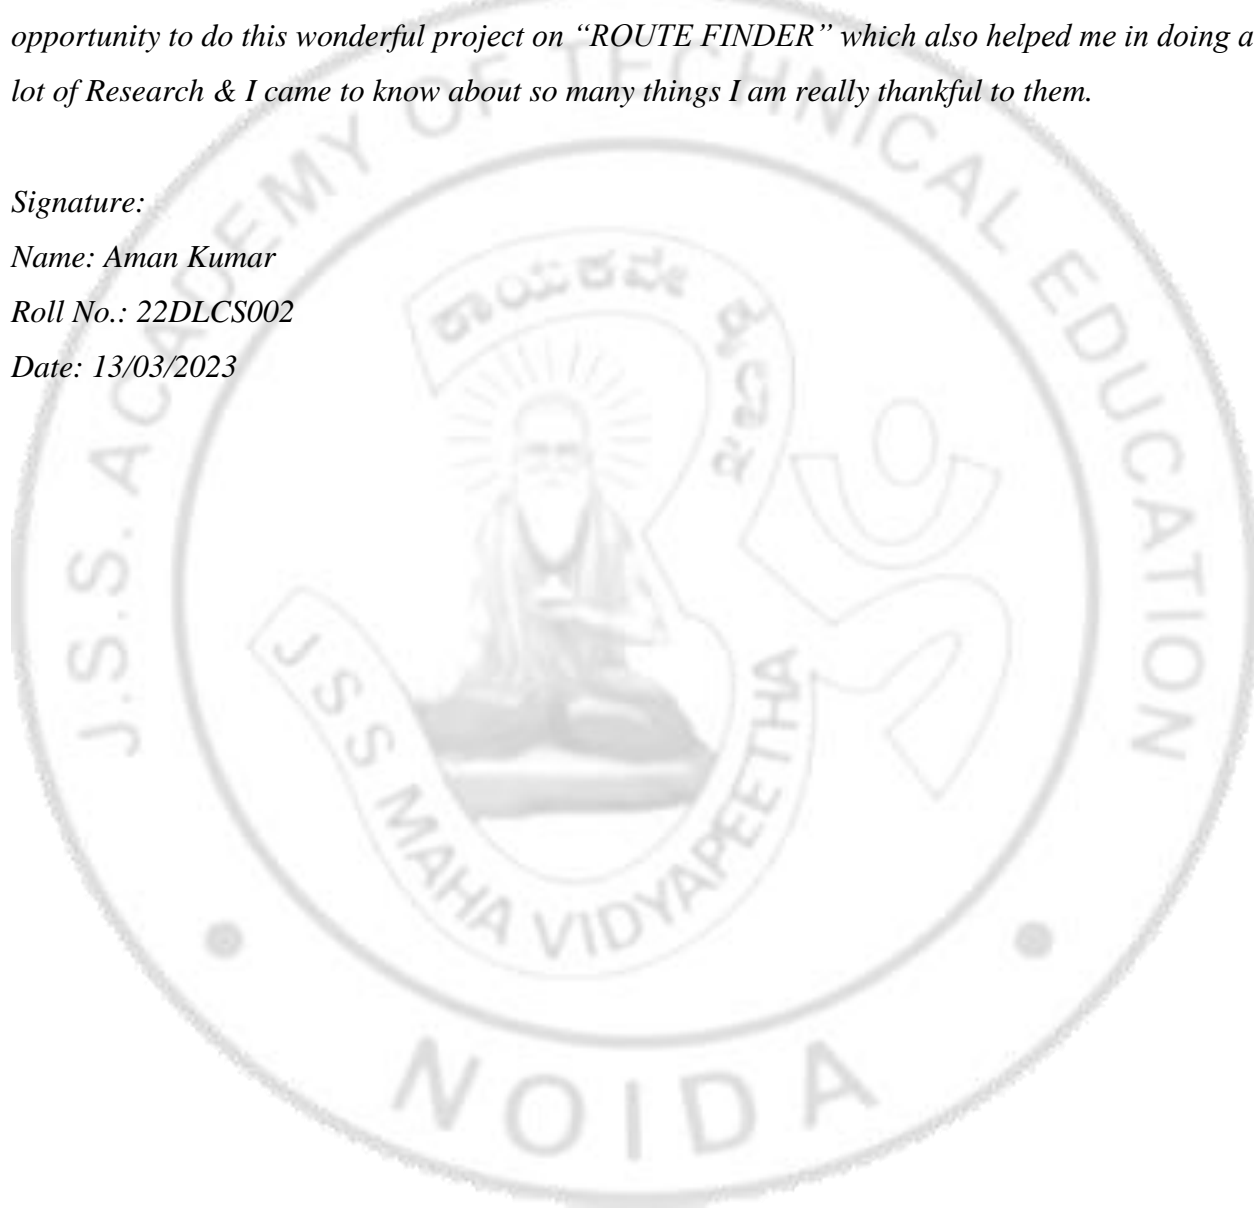 opportunity to do this wonderful project on “ROUTE FINDER” which also helped me in doing a
lot of Research & I came to know about so many things I am really thankful to them.
Signature:
Name: Aman Kumar
Roll No.: 22DLCS002
Date: 13/03/2023
J.S.S. ACADEMY OF TECHNICAL EDUCATION
ಕಾಯಕವೇ
J S S MAHA VIDYAPEETHA
NOIDA